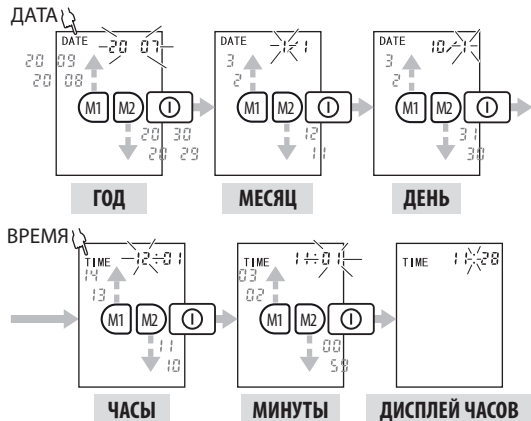 ДАТА
DATE 20 07
20 09
20 08
M1 M2
20 30
20 29
ГОД
DATE 1/1
3
2
M1 M2
12
11
МЕСЯЦ
DATE 10/1
3
2
M1 M2
31
30
ДЕНЬ
ВРЕМЯ
TIME 12:01
14
13
M1 M2
11
10
ЧАСЫ
TIME 11:01
03
02
M1 M2
00
59
МИНУТЫ
TIME 11:28
ДИСПЛЕЙ ЧАСОВ